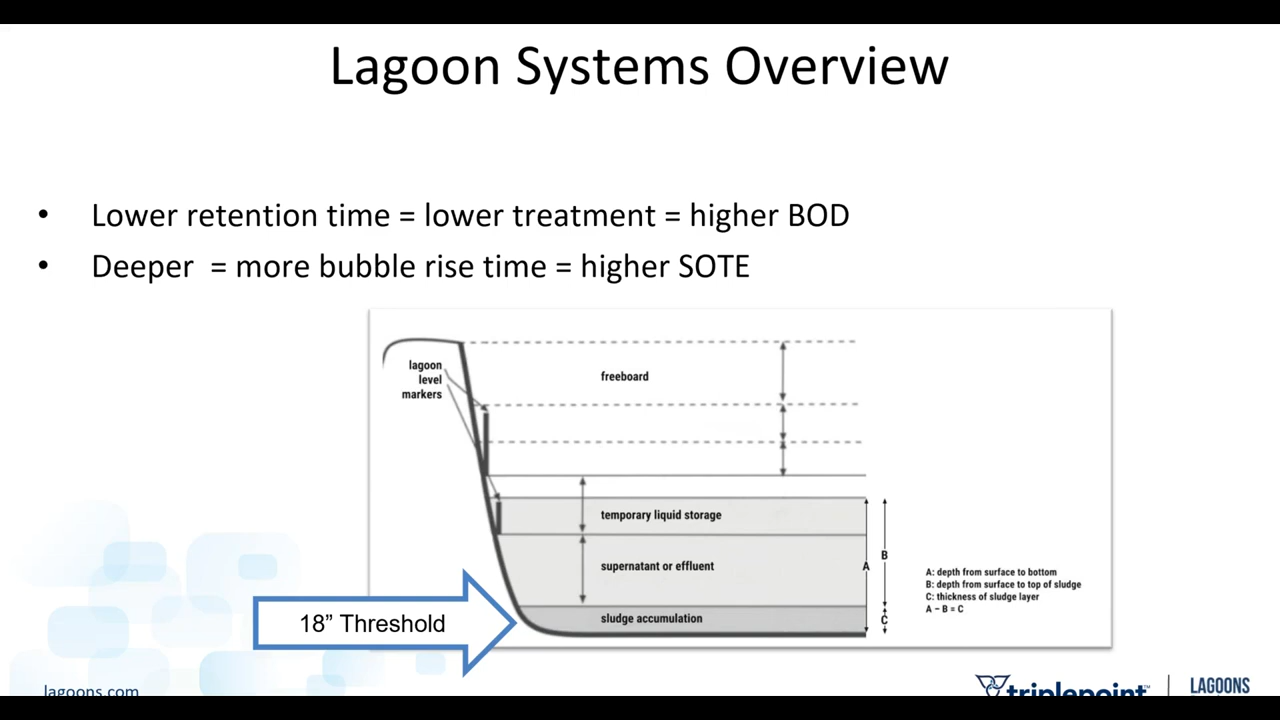 Lagoon Systems Overview
• Lower retention time = lower treatment = higher BOD
• Deeper = more bubble rise time = higher SOTE
lagoon
level
markers
freeboard
temporary liquid storage
supernatant or effluent
sludge accumulation
A
B
C
A: depth from surface to bottom
B: depth from surface to top of sludge
C: thickness of sludge layer
A – B = C
18” Threshold
lagoons.com
triplepoint™
LAGOONS